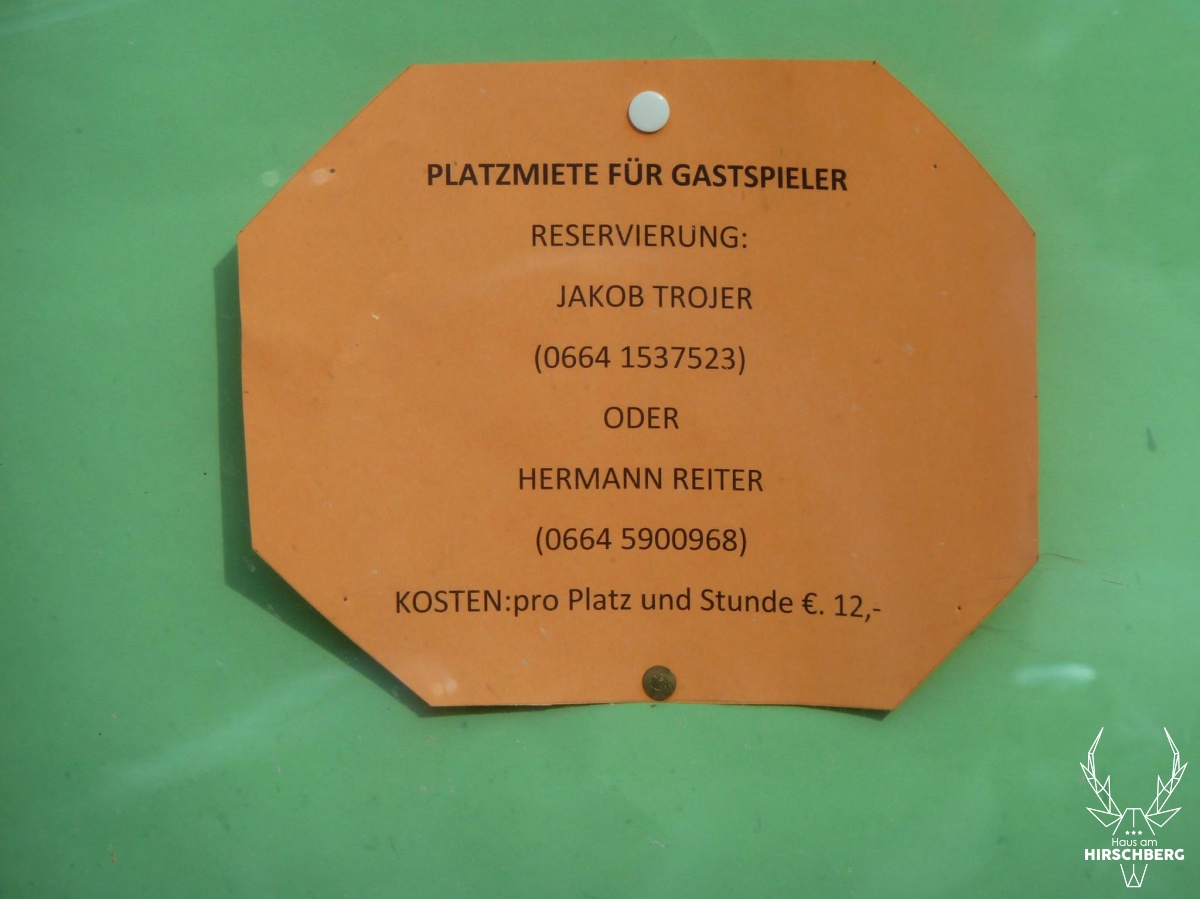 PLATZMIETE FÜR GASTSPIELER
RESERVIERUNG:
JAKOB TROJER
(0664 1537523)
ODER
HERMANN REITER
(0664 5900968)
KOSTEN:pro Platz und Stunde €. 12,-
Haus am
HIRSCHBERG